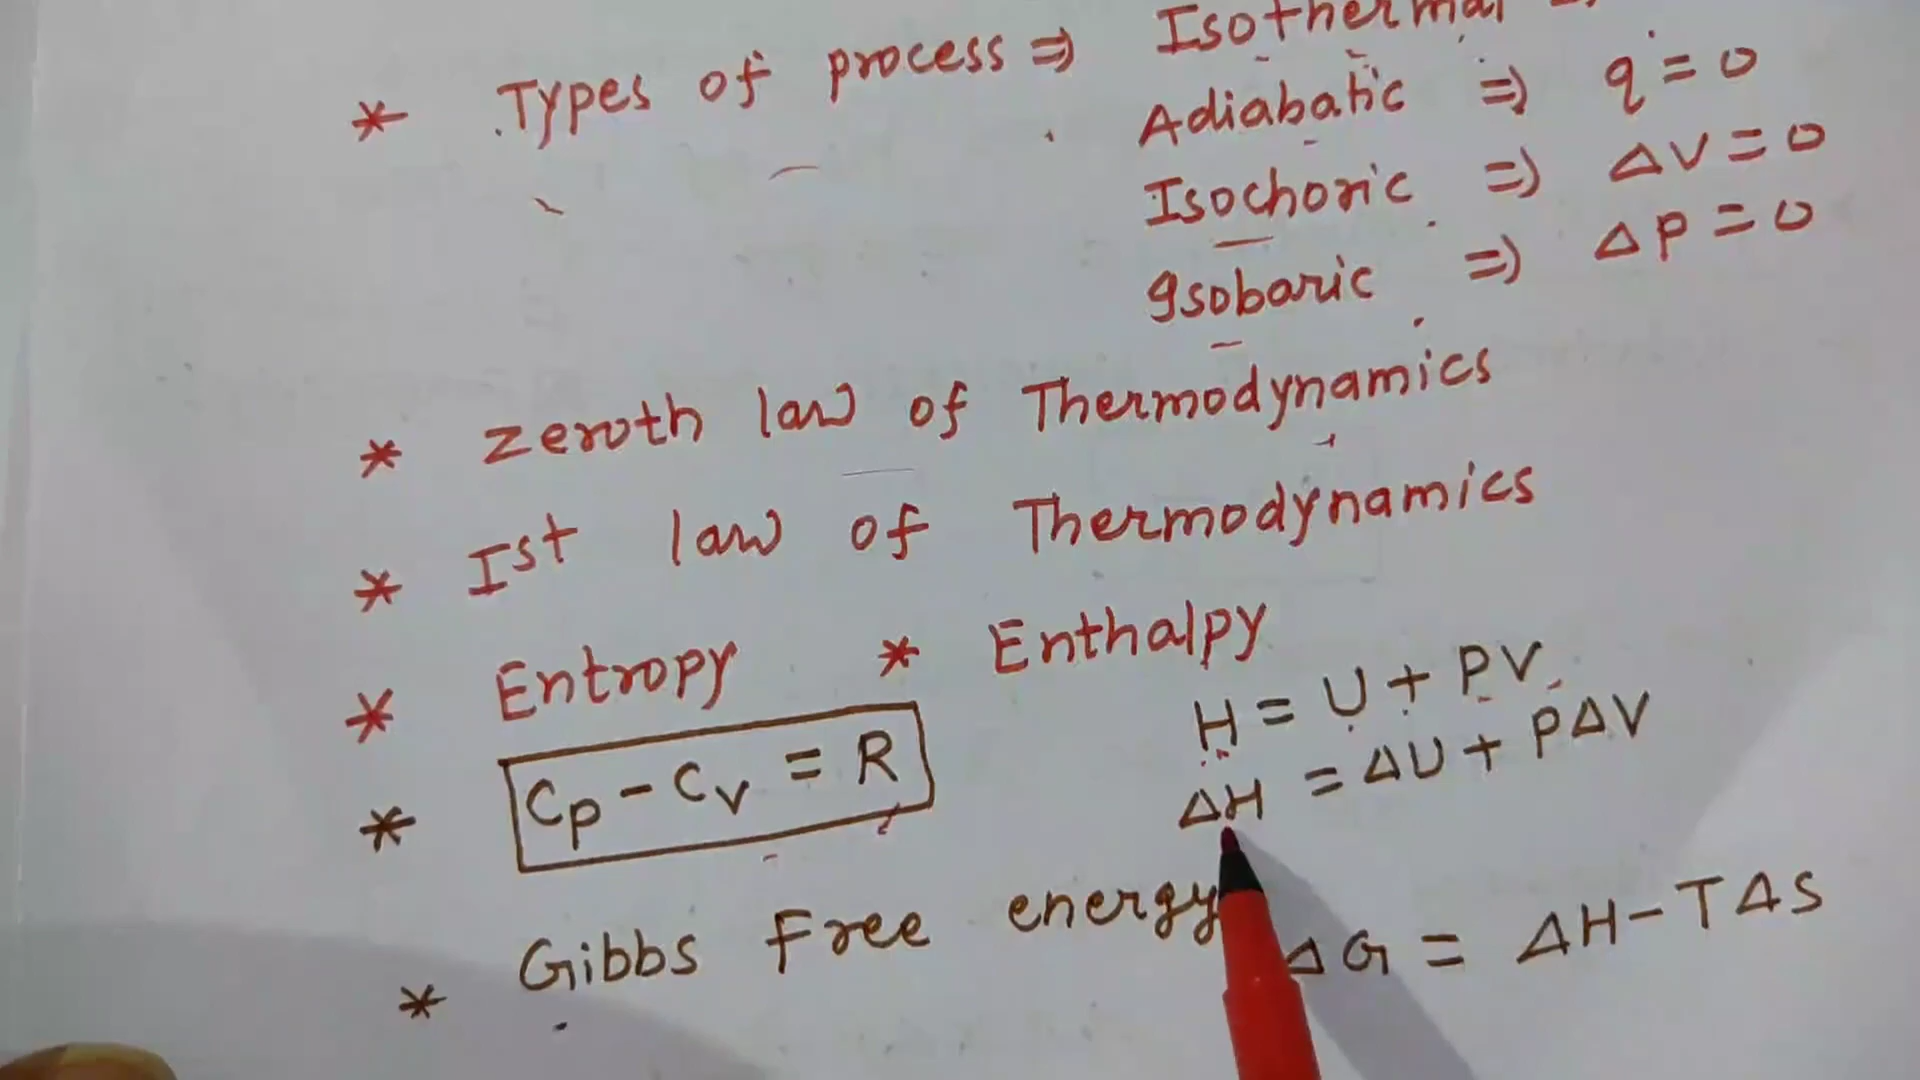 * Types of process ⇒ Isothermal
Adiabatic ⇒ q = 0
Isochoric ⇒ ΔV = 0
Isobaric ⇒ ΔP = 0
* zeroth law of Thermodynamics
* Ist law of Thermodynamics
* Entropy * Enthalpy
H = U + PV
* Cp - Cv = R
ΔH = ΔU + PΔV
* Gibbs Free energy ΔG = ΔH - TΔS